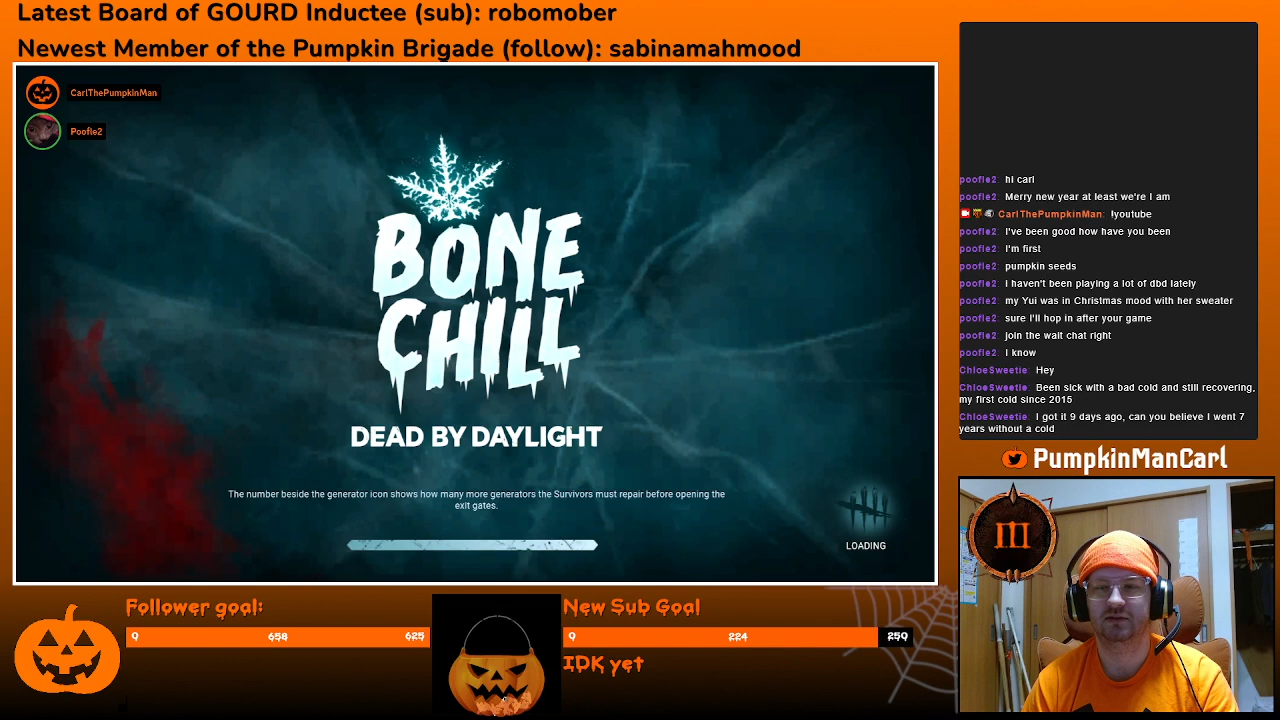 Latest Board of GOURD Inductee (sub): robomober
Newest Member of the Pumpkin Brigade (follow): sabinamahmood
CarlThePumpkinMan
Poofle2
BONE
CHILL
DEAD BY DAYLIGHT
The number beside the generator icon shows how many more generators the Survivors must repair before opening the
exit gates.
LOADING
poofle2: hi carl
poofle2: Merry new year at least we're I am
CarlThePumpkinMan: !youtube
poofle2: I've been good how have you been
poofle2: I'm first
poofle2: pumpkin seeds
poofle2: I haven't been playing a lot of dbd lately
poofle2: my Yui was in Christmas mood with her sweater
poofle2: sure I'll hop in after your game
poofle2: join the wait chat right
poofle2: I know
ChloeSweetie: Hey
ChloeSweetie: Been sick with a bad cold and still recovering,
my first cold since 2015
ChloeSweetie: I got it 9 days ago, can you believe I went 7
years without a cold
PumpkinManCarl
III
Follower goal:
0 658 625
New Sub Goal
0 224 250
IDK yet